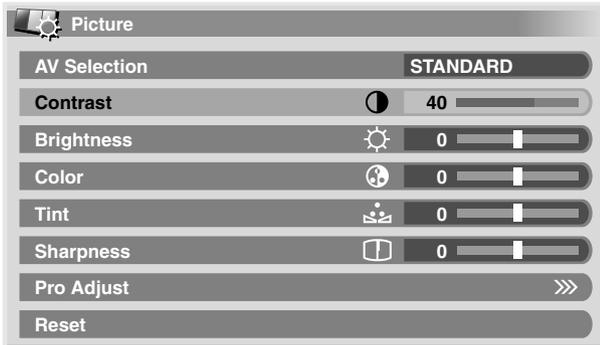 Picture
AV Selection STANDARD
Contrast 40
Brightness 0
Color 0
Tint 0
Sharpness 0
Pro Adjust
Reset